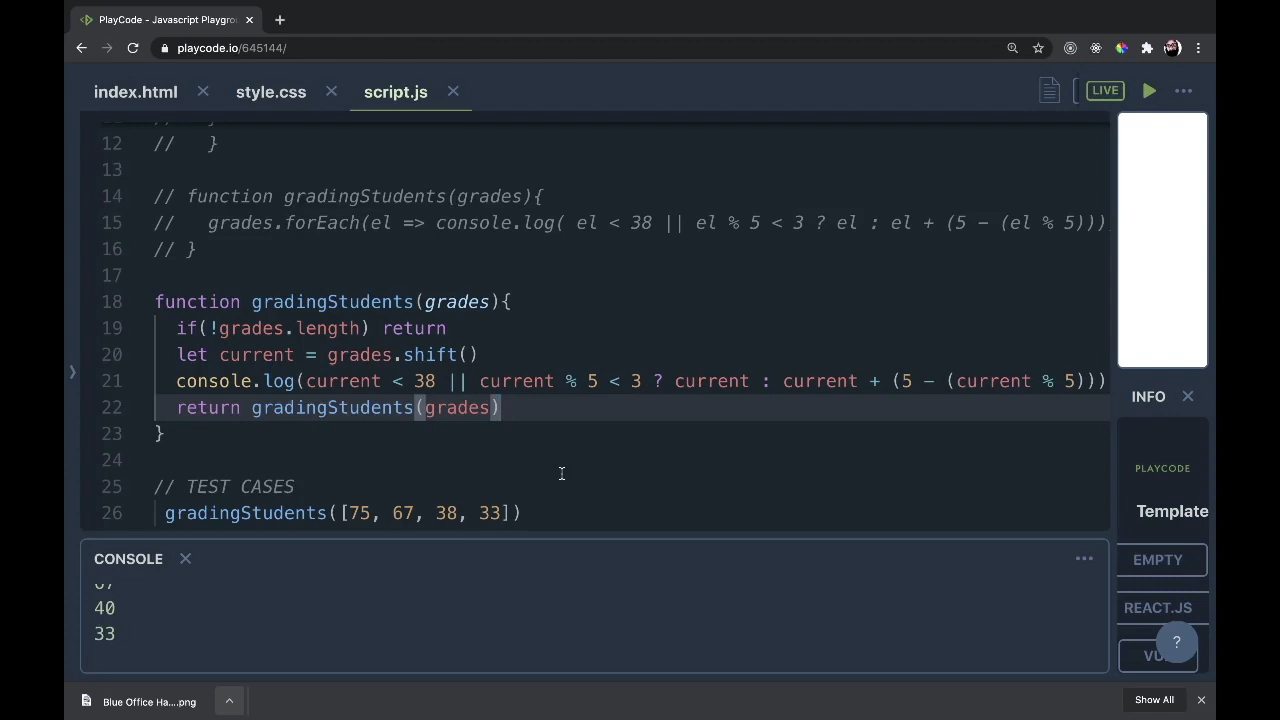 PlayCode - Javascript Playgro
playcode.io/645144/
index.html
style.css
script.js
LIVE
12 // }
13
14 // function gradingStudents(grades){
15 // grades.forEach(el => console.log( el < 38 || el % 5 < 3 ? el : el + (5 - (el % 5)))
16 // }
17
18 function gradingStudents(grades){
19 if(!grades.length) return
20 let current = grades.shift()
21 console.log(current < 38 || current % 5 < 3 ? current : current + (5 - (current % 5)))
22 return gradingStudents(grades)
23 }
24
25 // TEST CASES
26 gradingStudents([75, 67, 38, 33])
INFO
PLAYCODE
Template
EMPTY
REACT.JS
?
CONSOLE
67
40
33
Blue Office Ha....png
Show All